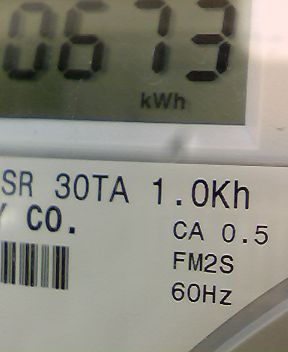 0673
kWh
SR 30TA 1.0Kh
Y CO.
CA 0.5
FM2S
60Hz